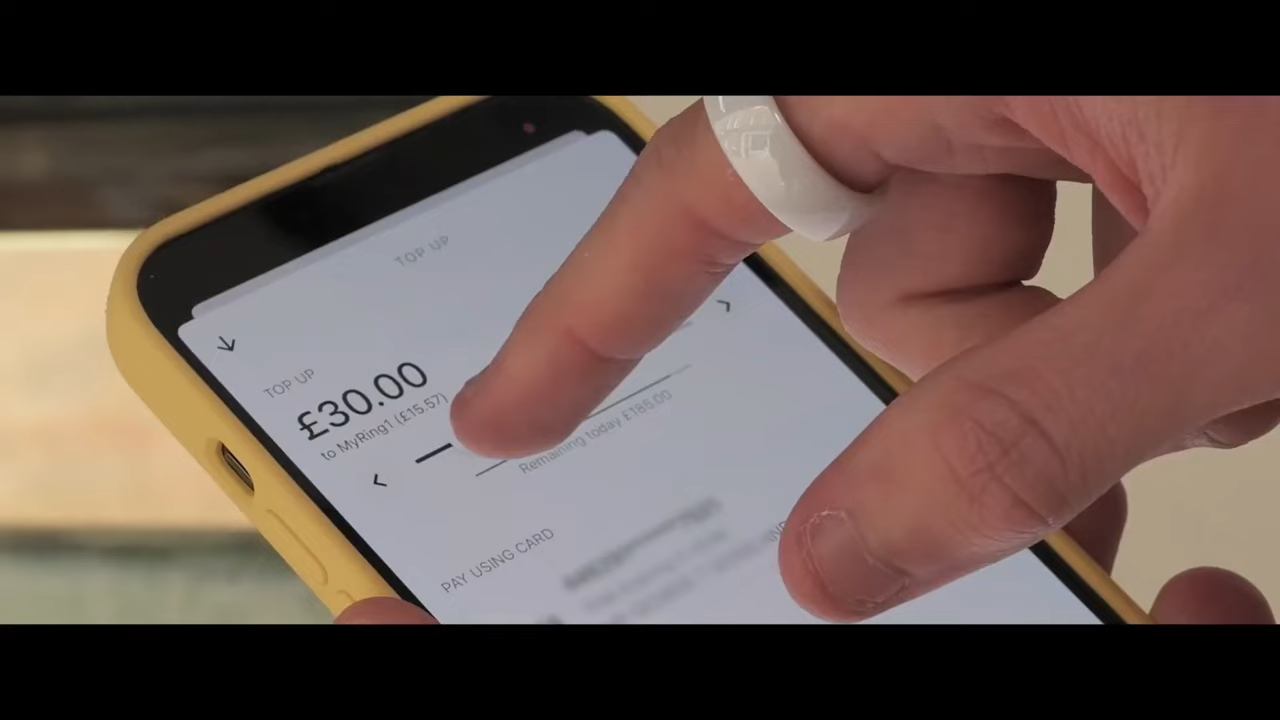 TOP UP
TOP UP
£30.00
to MyRing1 (£15.57)
Remaining today £185.00
PAY USING CARD